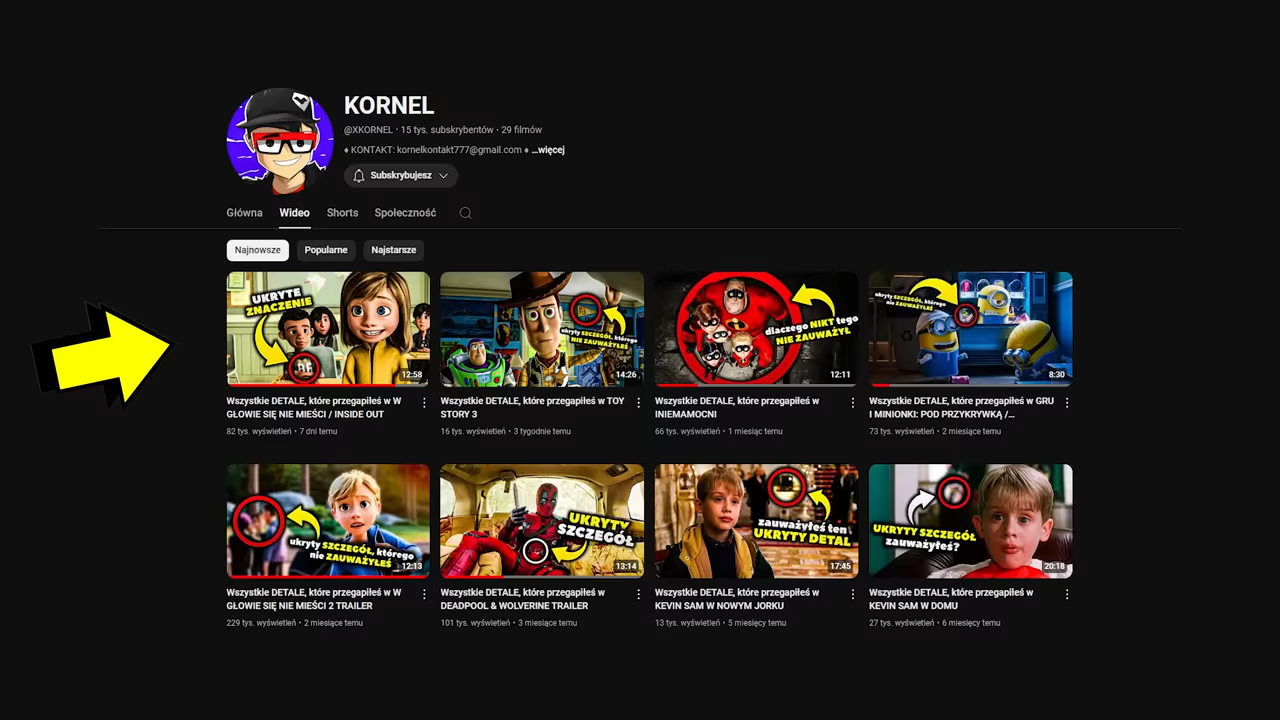 KORNEL
@XKORNEL • 15 tys. subskrybentów • 29 filmów
♦ KONTAKT: kornelkontakt777@gmail.com ♦ ...więcej
Subskrybujesz
Główna Wideo Shorts Społeczność
Najnowsze Popularne Najstarsze
UKRYTE
ZNACZENIE
12:58
ukryty SZCZEGÓŁ, którego
nie ZAUWAŻYŁEŚ
14:26
dlaczego NIKT tego
NIE ZAUWAŻYŁ
12:11
ukryty SZCZEGÓŁ, którego
nie ZAUWAŻYŁEŚ
8:30
Wszystkie DETALE, które przegapiłeś w W
GŁOWIE SIĘ NIE MIEŚCI / INSIDE OUT
82 tys. wyświetleń • 7 dni temu
Wszystkie DETALE, które przegapiłeś w TOY
STORY 3
16 tys. wyświetleń • 3 tygodnie temu
Wszystkie DETALE, które przegapiłeś w
INIEMAMOCNI
66 tys. wyświetleń • 1 miesiąc temu
Wszystkie DETALE, które przegapiłeś w GRU
I MINIONKI: POD PRZYKRYWKĄ /...
73 tys. wyświetleń • 2 miesiące temu
ukryty SZCZEGÓŁ, którego
nie ZAUWAŻYŁEŚ
12:13
UKRYTY
SZCZEGÓŁ
13:14
zauważyłeś ten
UKRYTY DETAL
17:45
UKRYTY SZCZEGÓŁ
zauważyłeś?
20:18
Wszystkie DETALE, które przegapiłeś w W
GŁOWIE SIĘ NIE MIEŚCI 2 TRAILER
229 tys. wyświetleń • 2 miesiące temu
Wszystkie DETALE, które przegapiłeś w
DEADPOOL & WOLVERINE TRAILER
101 tys. wyświetleń • 3 miesiące temu
Wszystkie DETALE, które przegapiłeś w
KEVIN SAM W NOWYM JORKU
13 tys. wyświetleń • 5 miesięcy temu
Wszystkie DETALE, które przegapiłeś w
KEVIN SAM W DOMU
27 tys. wyświetleń • 6 miesięcy temu